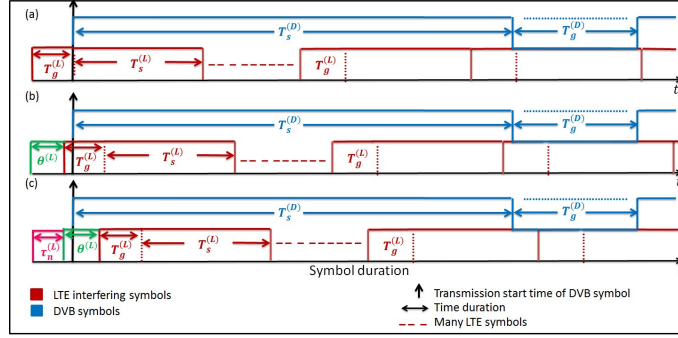 (a)
T_s^(D)
T_g^(D)
T_g^(L)
T_s^(L)
T_g^(L)
t
(b)
T_s^(D)
T_g^(D)
θ^(L)
T_g^(L)
T_s^(L)
T_g^(L)
(c)
T_s^(D)
T_g^(D)
τ_n^(L)
θ^(L)
T_g^(L)
T_s^(L)
T_g^(L)
Symbol duration
LTE interfering symbols
DVB symbols
Transmission start time of DVB symbol
Time duration
Many LTE symbols